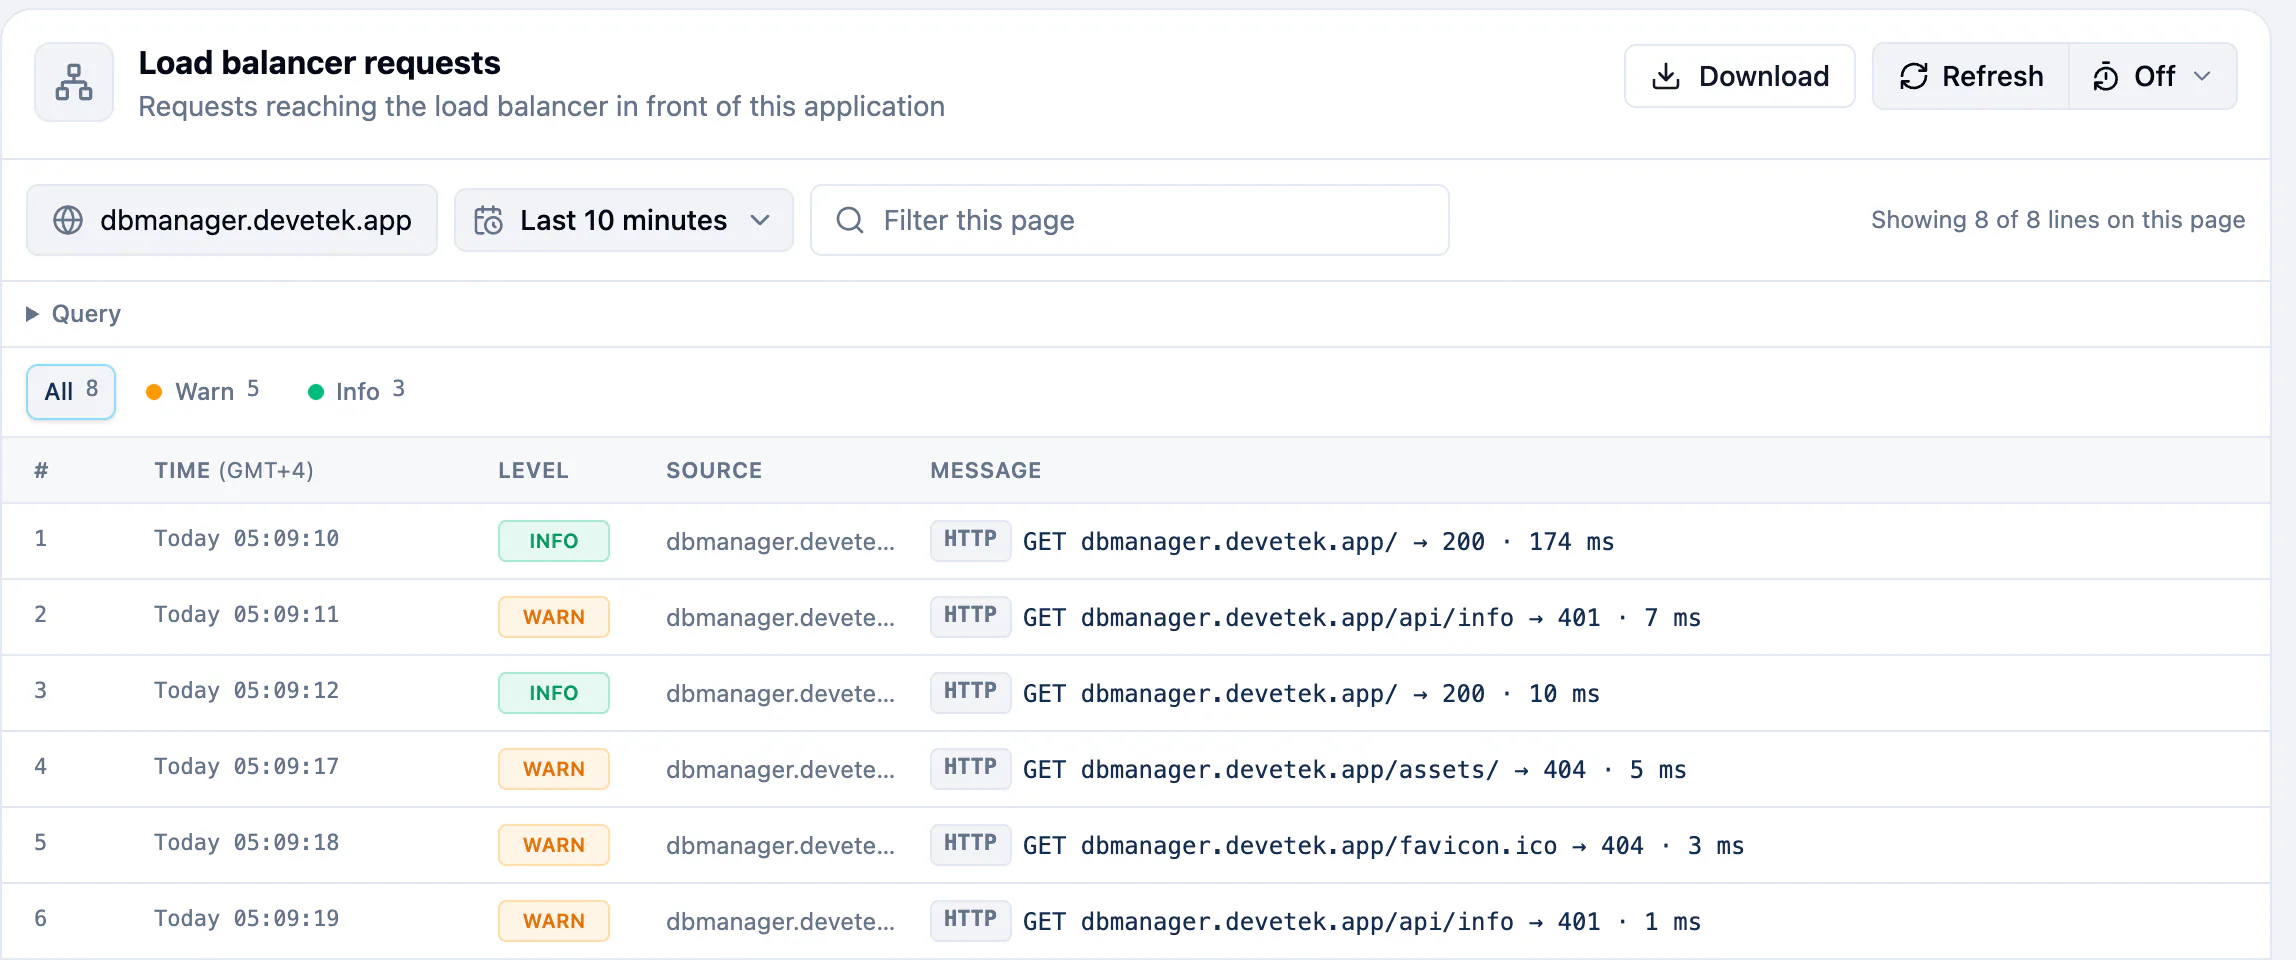 Load balancer requests
Requests reaching the load balancer in front of this application
Download
Refresh
Off
dbmanager.devetek.app
Last 10 minutes
Filter this page
Showing 8 of 8 lines on this page
Query
All 8
Warn 5
Info 3
# TIME (GMT+4) LEVEL SOURCE MESSAGE
1 Today 05:09:10 INFO dbmanager.devete... HTTP GET dbmanager.devetek.app/ → 200 · 174 ms
2 Today 05:09:11 WARN dbmanager.devete... HTTP GET dbmanager.devetek.app/api/info → 401 · 7 ms
3 Today 05:09:12 INFO dbmanager.devete... HTTP GET dbmanager.devetek.app/ → 200 · 10 ms
4 Today 05:09:17 WARN dbmanager.devete... HTTP GET dbmanager.devetek.app/assets/ → 404 · 5 ms
5 Today 05:09:18 WARN dbmanager.devete... HTTP GET dbmanager.devetek.app/favicon.ico → 404 · 3 ms
6 Today 05:09:19 WARN dbmanager.devete... HTTP GET dbmanager.devetek.app/api/info → 401 · 1 ms